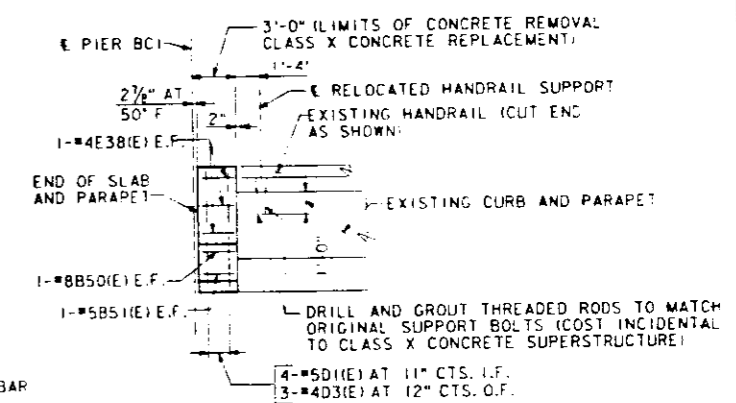 3'-0" (LIMITS OF CONCRETE REMOVAL
CLASS X CONCRETE REPLACEMENT)
℄ PIER BC1
1'-4"
2⅞" AT
50° F
2"
℄ RELOCATED HANDRAIL SUPPORT
EXISTING HANDRAIL (CUT END
AS SHOWN)
1-#4E38(E) E.F.
END OF SLAB
AND PARAPET
EXISTING CURB AND PARAPET
1-#8B50(E) E.F.
1-#5B51(E) E.F.
DRILL AND GROUT THREADED RODS TO MATCH
ORIGINAL SUPPORT BOLTS (COST INCIDENTAL
TO CLASS X CONCRETE SUPERSTRUCTURE)
BAR
4-#5D1(E) AT 11" CTS. I.F.
3-#4D3(E) AT 12" CTS. O.F.